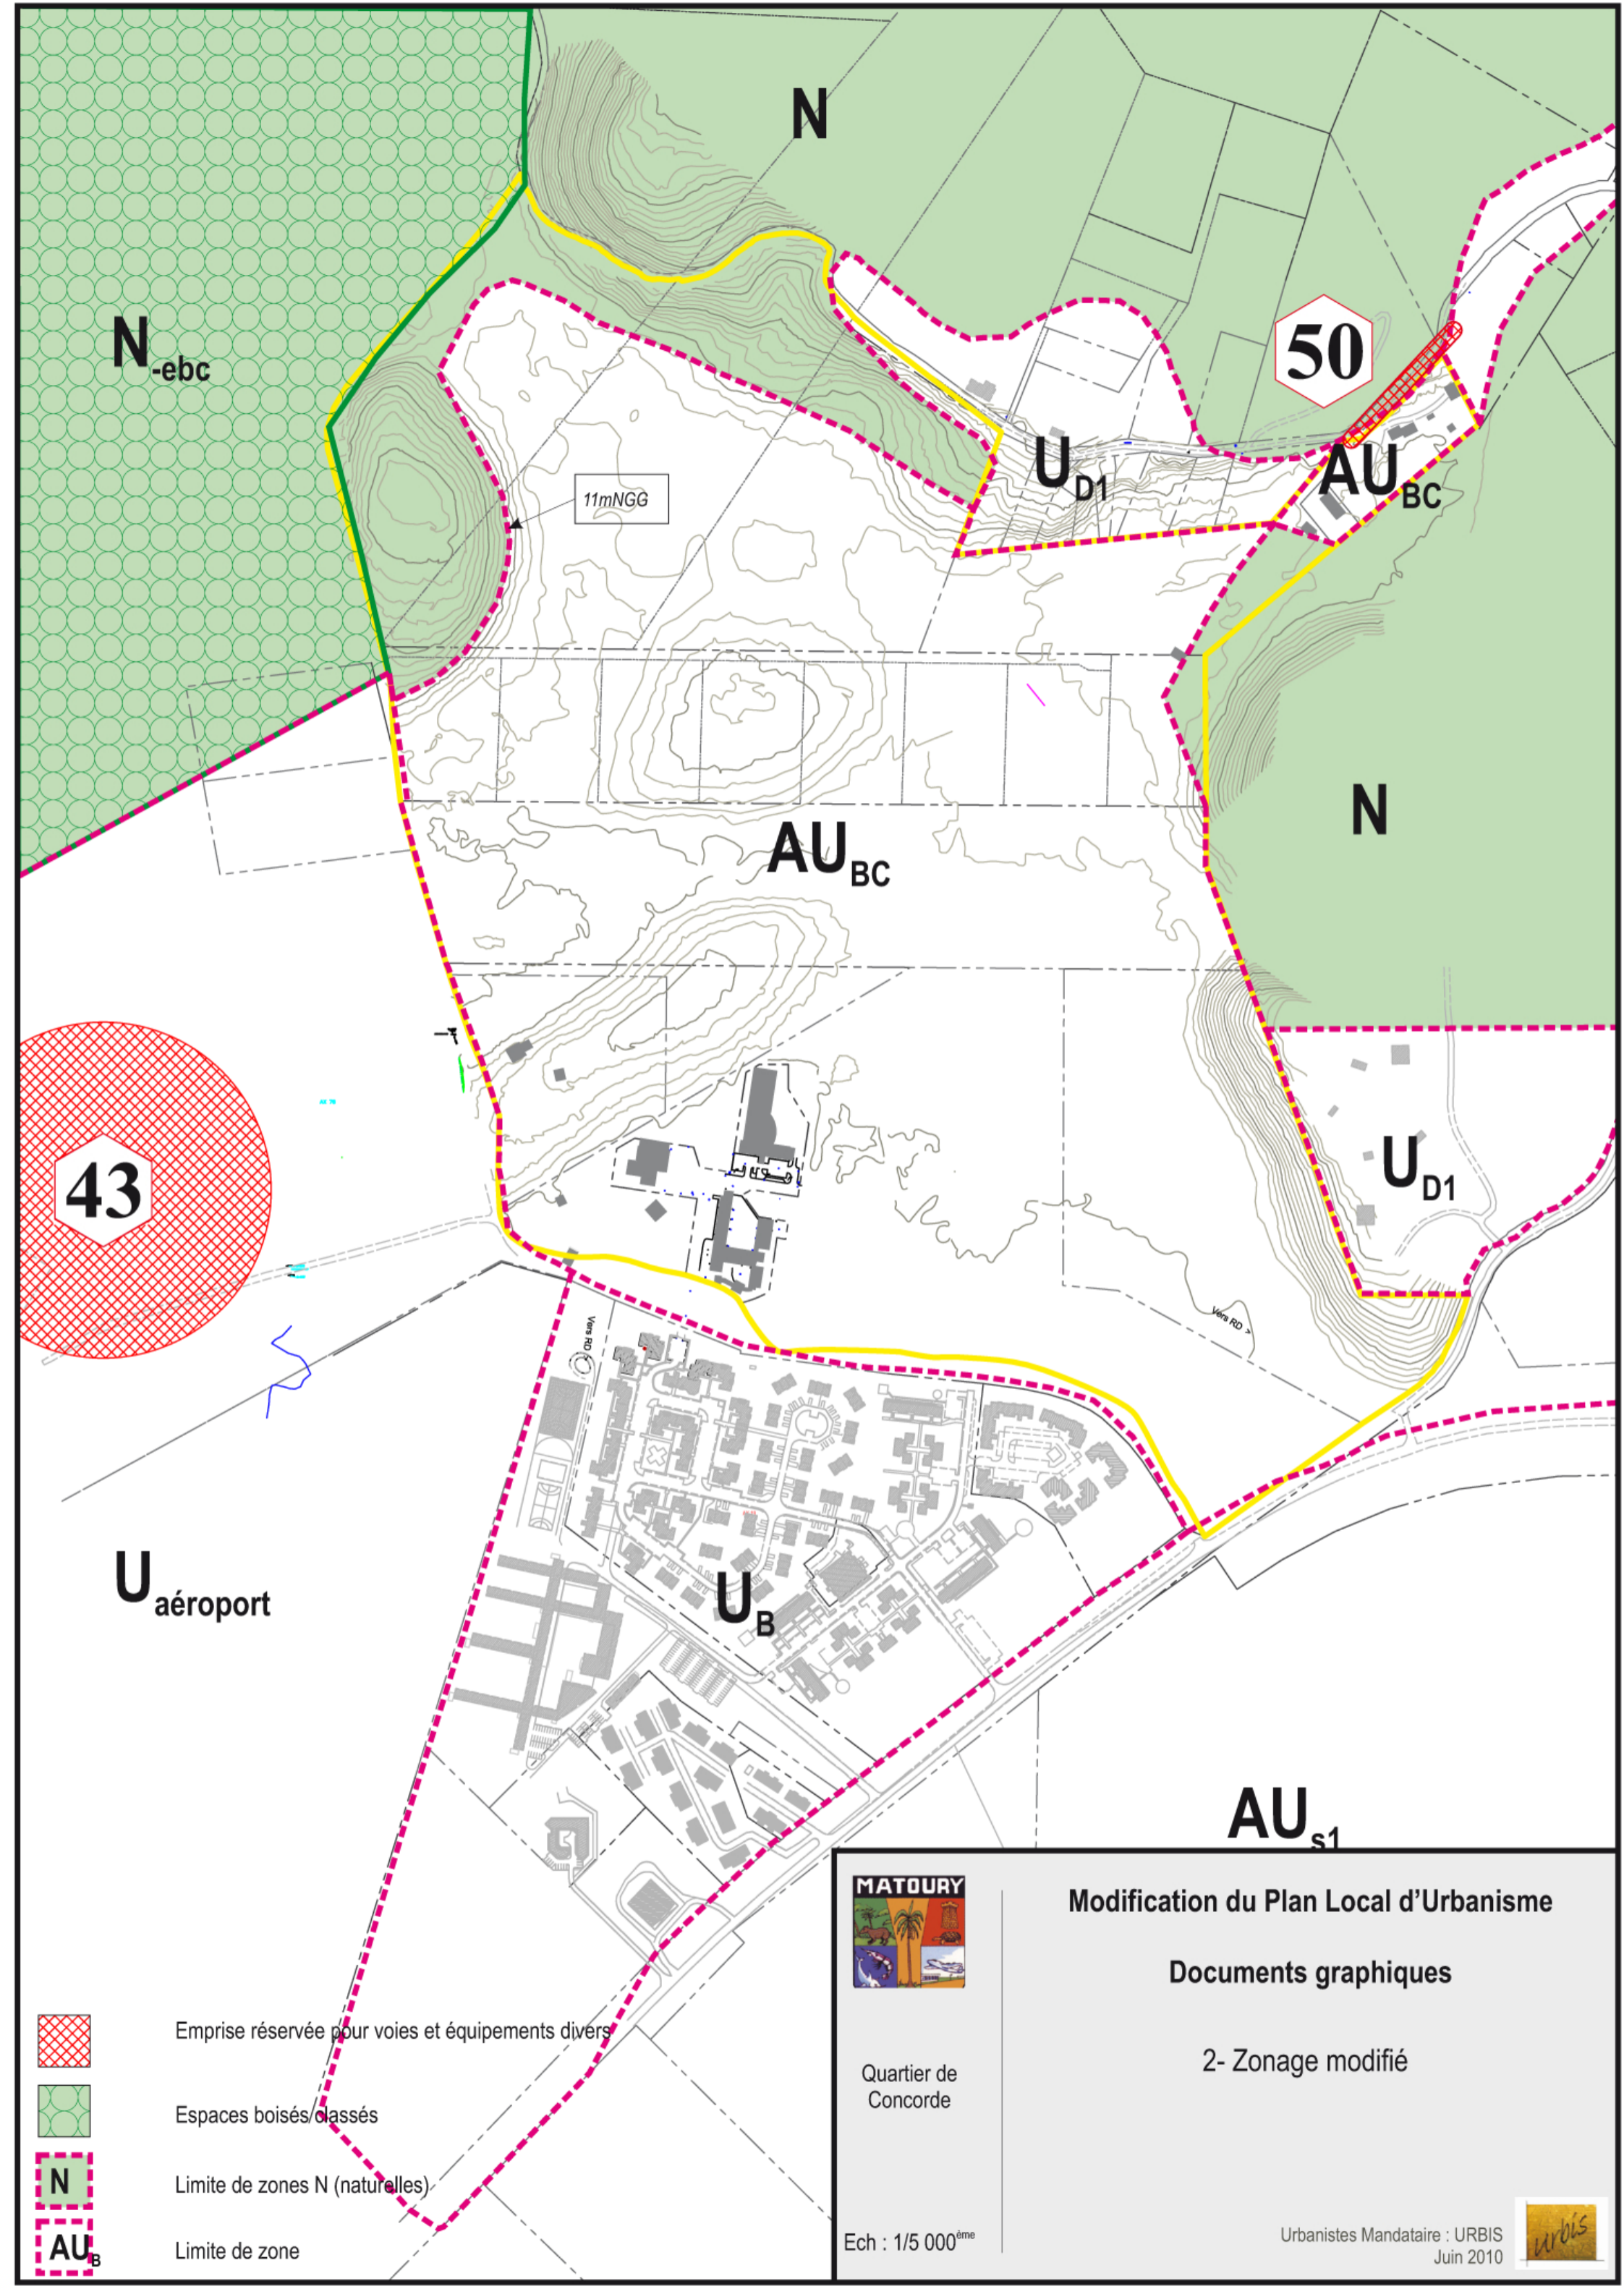 N
N-ebc
50
11mNGG
UD1
AUBC
N
AUBC
43
UD1
Vers RD >
Vers RD >
Uaéroport
UB
AUs1
MATOURY
Quartier de
Concorde
Ech : 1/5 000ème
Modification du Plan Local d’Urbanisme
Documents graphiques
2- Zonage modifié
Urbanistes Mandataire : URBIS
Juin 2010
urbis
Emprise réservée pour voies et équipements divers
Espaces boisés classés
N
Limite de zones N (naturelles)
AUB
Limite de zone